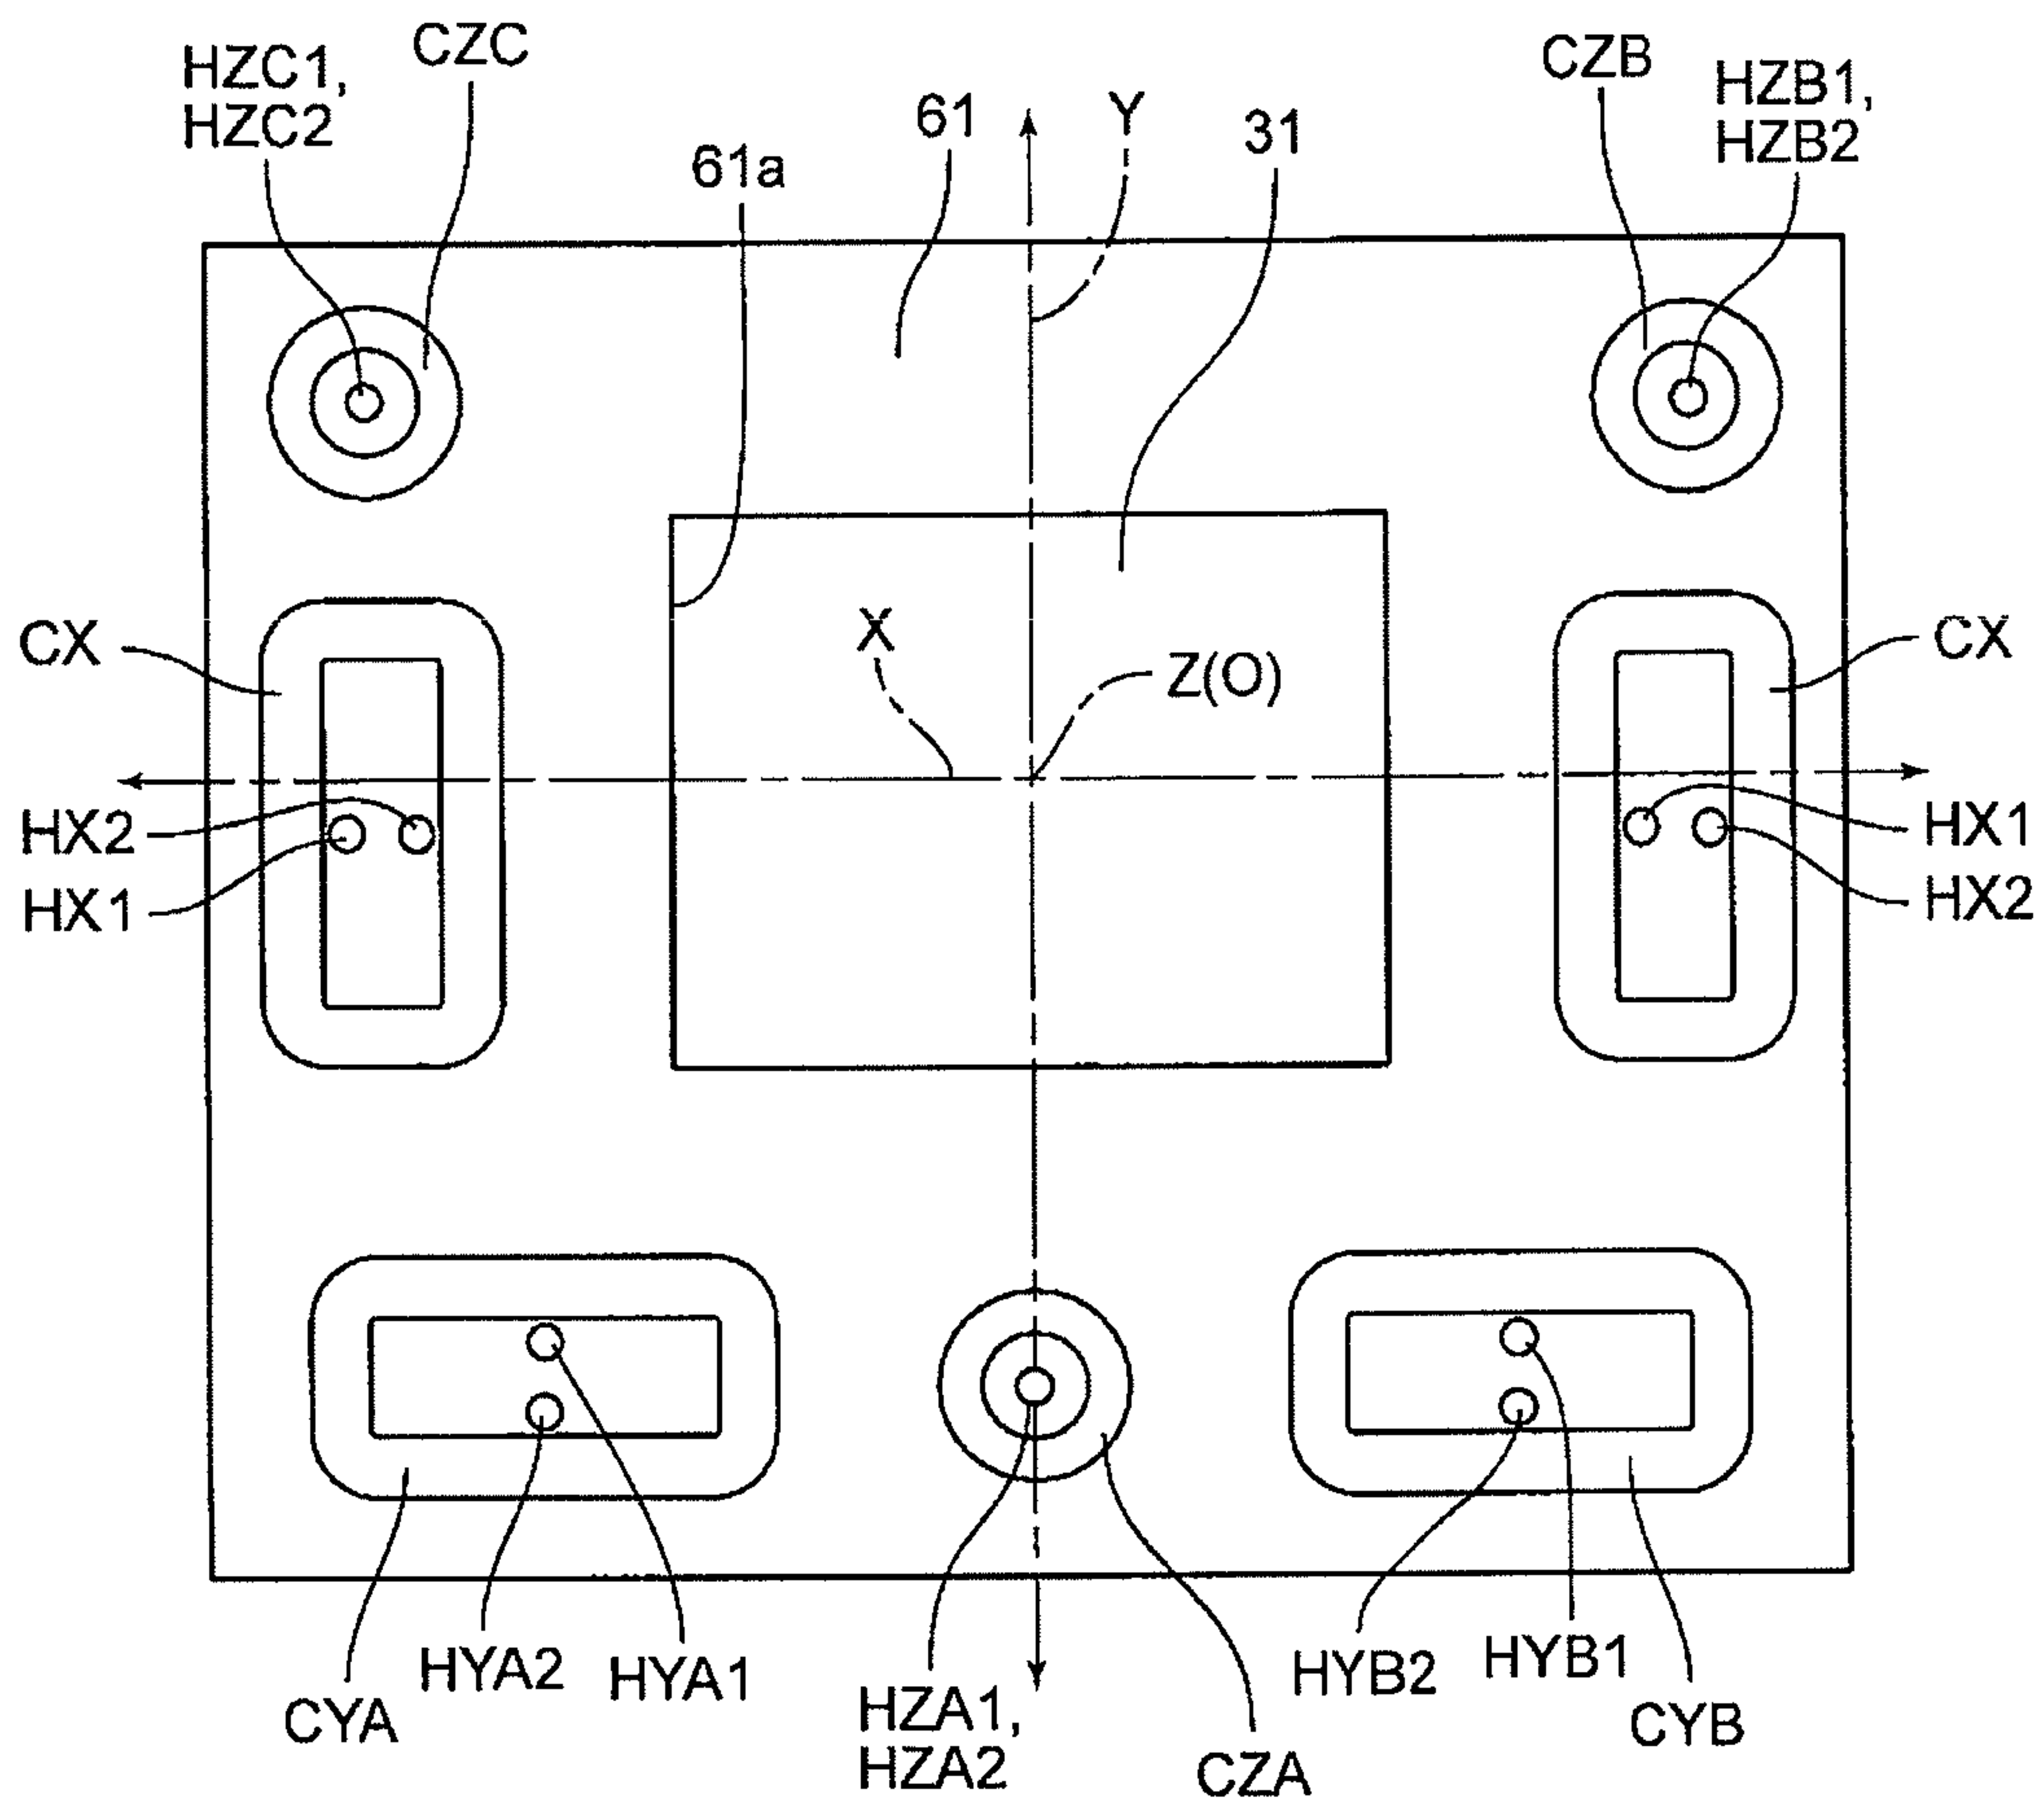 CZC
HZC1,
HZC2
61a
61
Y
31
CZB
HZB1,
HZB2
CX
X
Z(O)
CX
HX2
HX1
HX1
HX2
HYA2
HYA1
CYA
HZA1,
HZA2
CZA
HYB2
HYB1
CYB